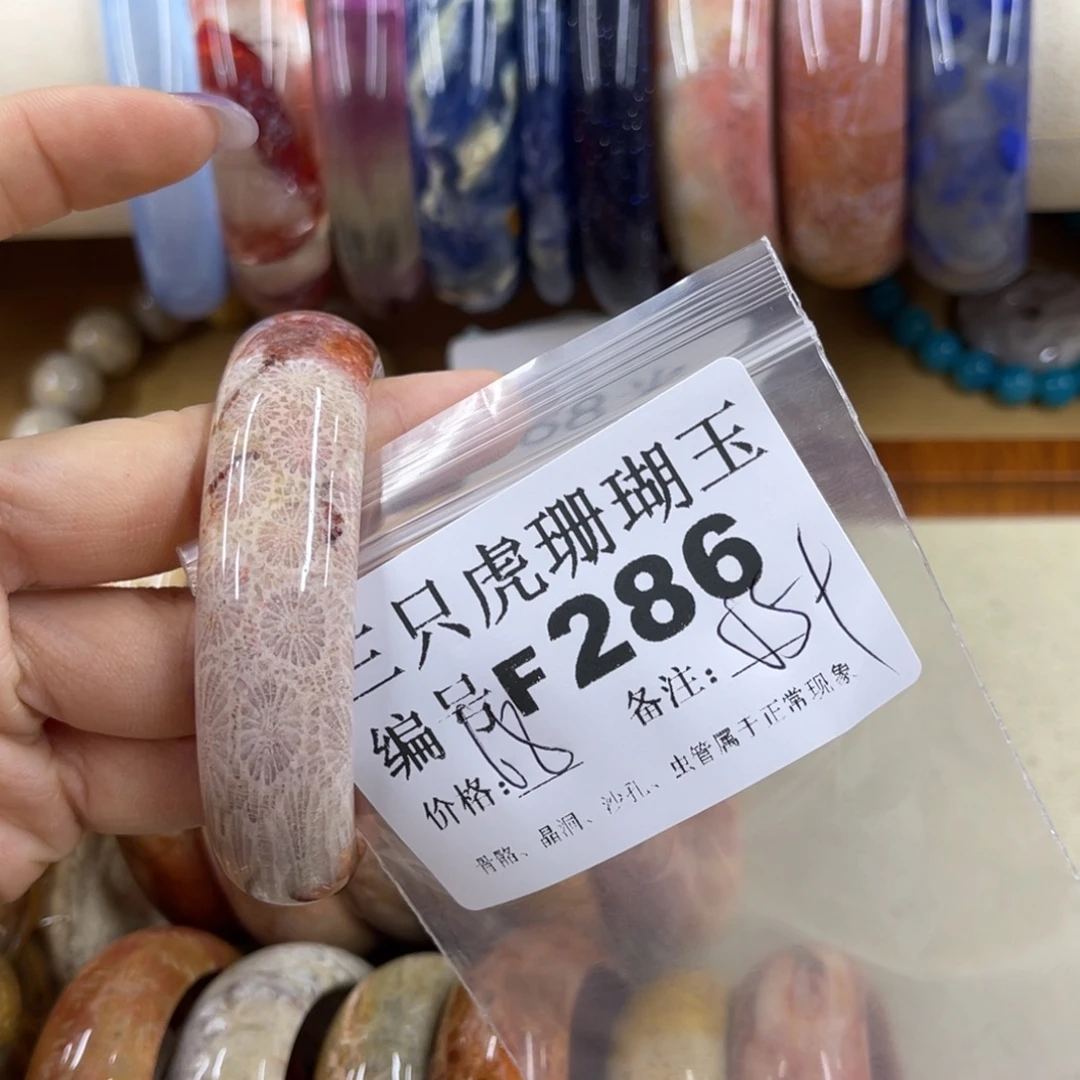 三只虎珊瑚玉
编号F286
价格:68 备注:
骨骼、晶洞、沙孔、虫管属于正常现象